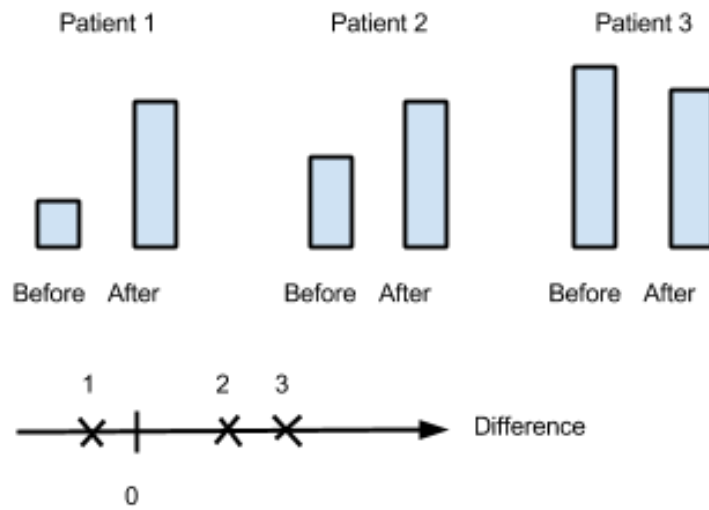 Patient 1
Patient 2
Patient 3
Before After
Before After
Before After
1 2 3
Difference
0